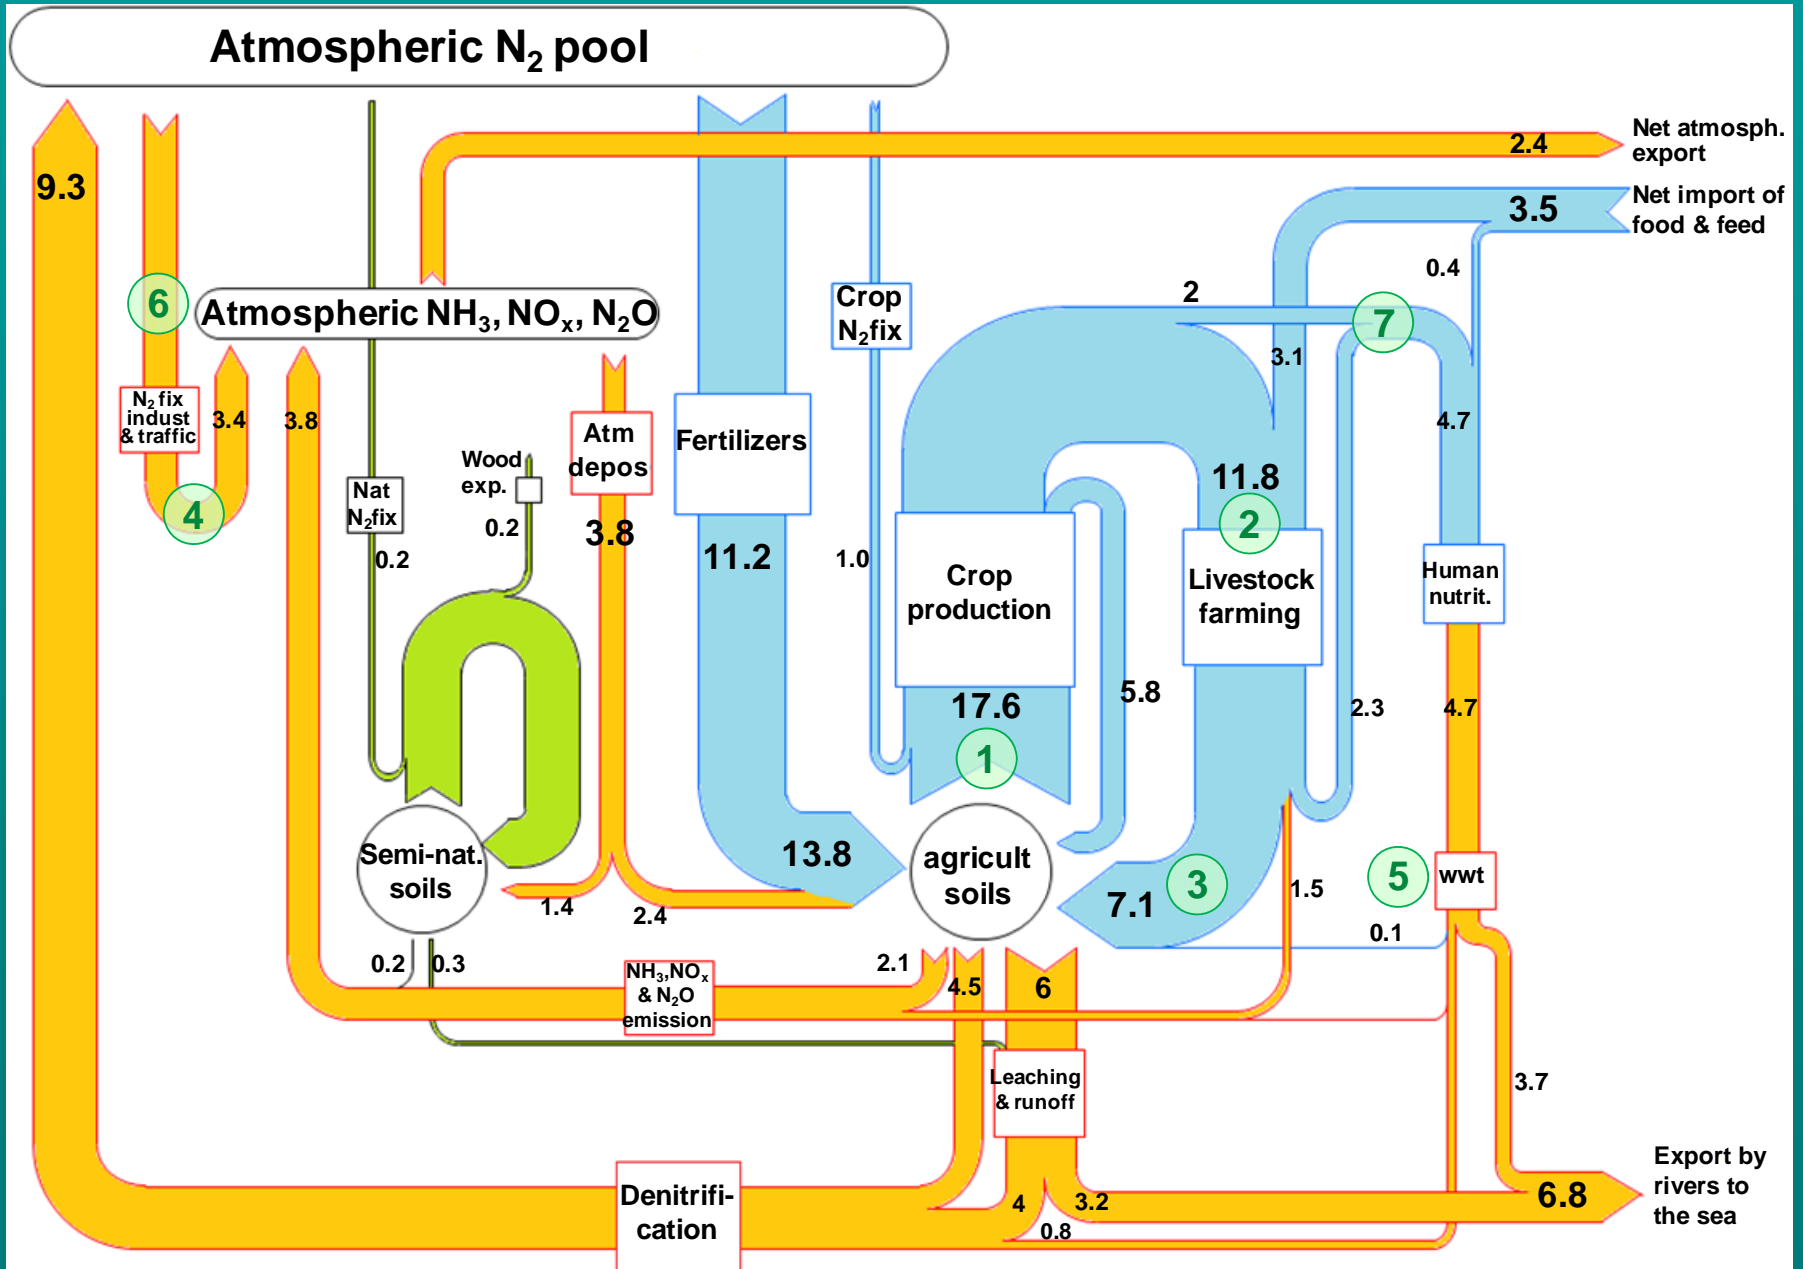 Atmospheric N₂ pool
Net atmosph.
export
2.4
9.3
Net import of
food & feed
3.5
0.4
2
6
Atmospheric NH₃, NOₓ, N₂O
Crop
N₂fix
7
3.1
N₂ fix
indust
& traffic
3.4
3.8
Atm
depos
Fertilizers
4.7
Wood
exp.
11.8
Nat
N₂fix
4
0.2
0.2
3.8
11.2
1.0
2
Crop
production
Livestock
farming
Human
nutrit.
17.6
5.8
2.3
4.7
1
Semi-nat.
soils
13.8
agricult
soils
7.1
3
1.5
5
wwt
1.4
2.4
0.1
0.2
0.3
NH₃,NOₓ
& N₂O
emission
2.1
4.5
6
Leaching
& runoff
3.7
Denitrifi-
cation
4
3.2
0.8
6.8
Export by
rivers to
the sea